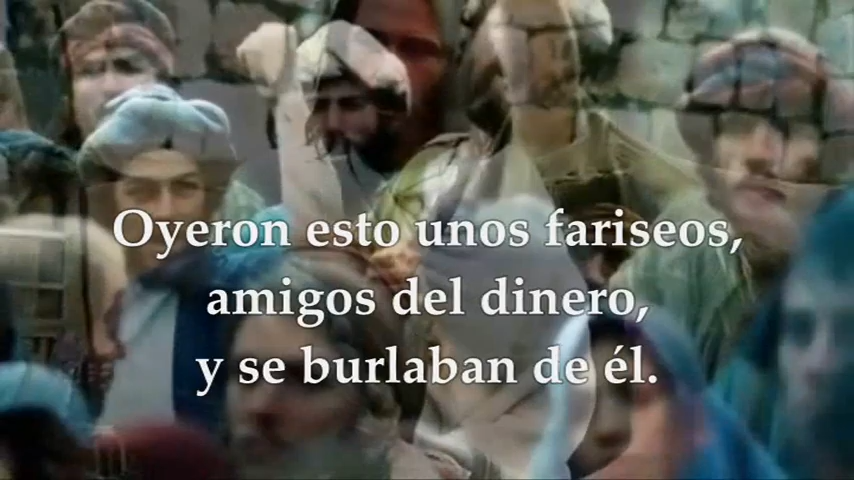 Oyeron esto unos fariseos,
amigos del dinero,
y se burlaban de él.